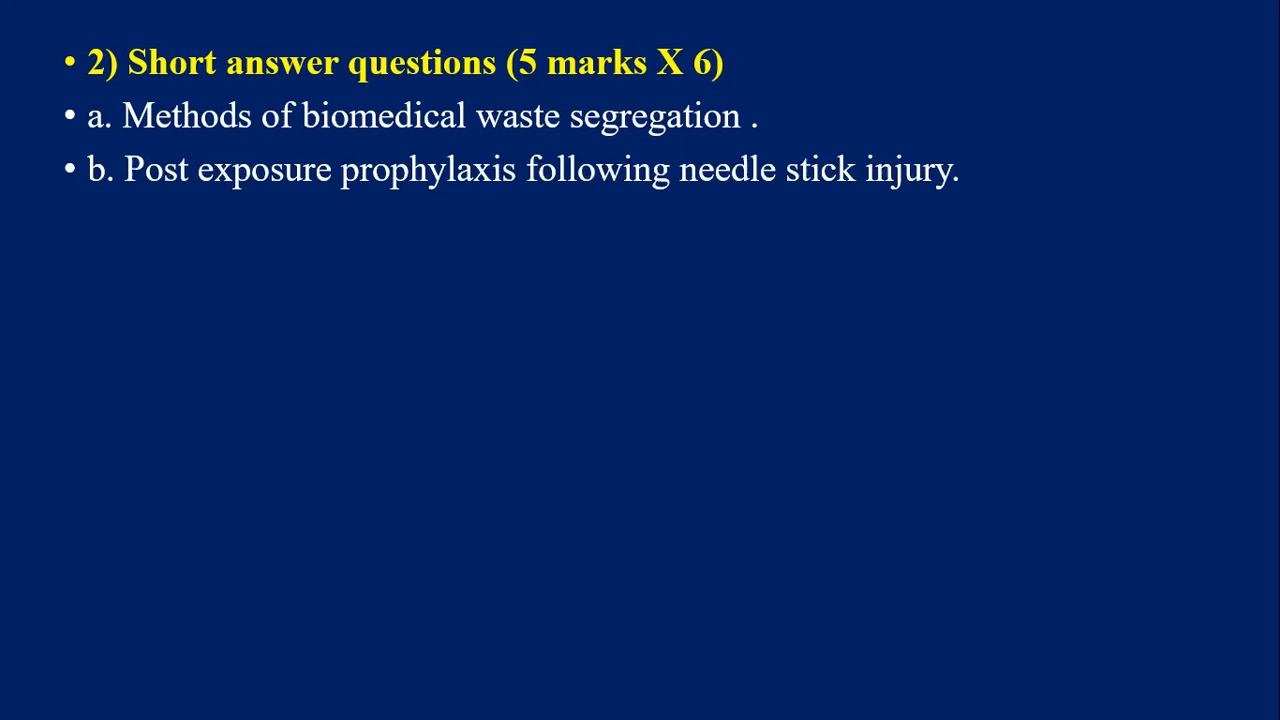 • 2) Short answer questions (5 marks X 6)
• a. Methods of biomedical waste segregation .
• b. Post exposure prophylaxis following needle stick injury.